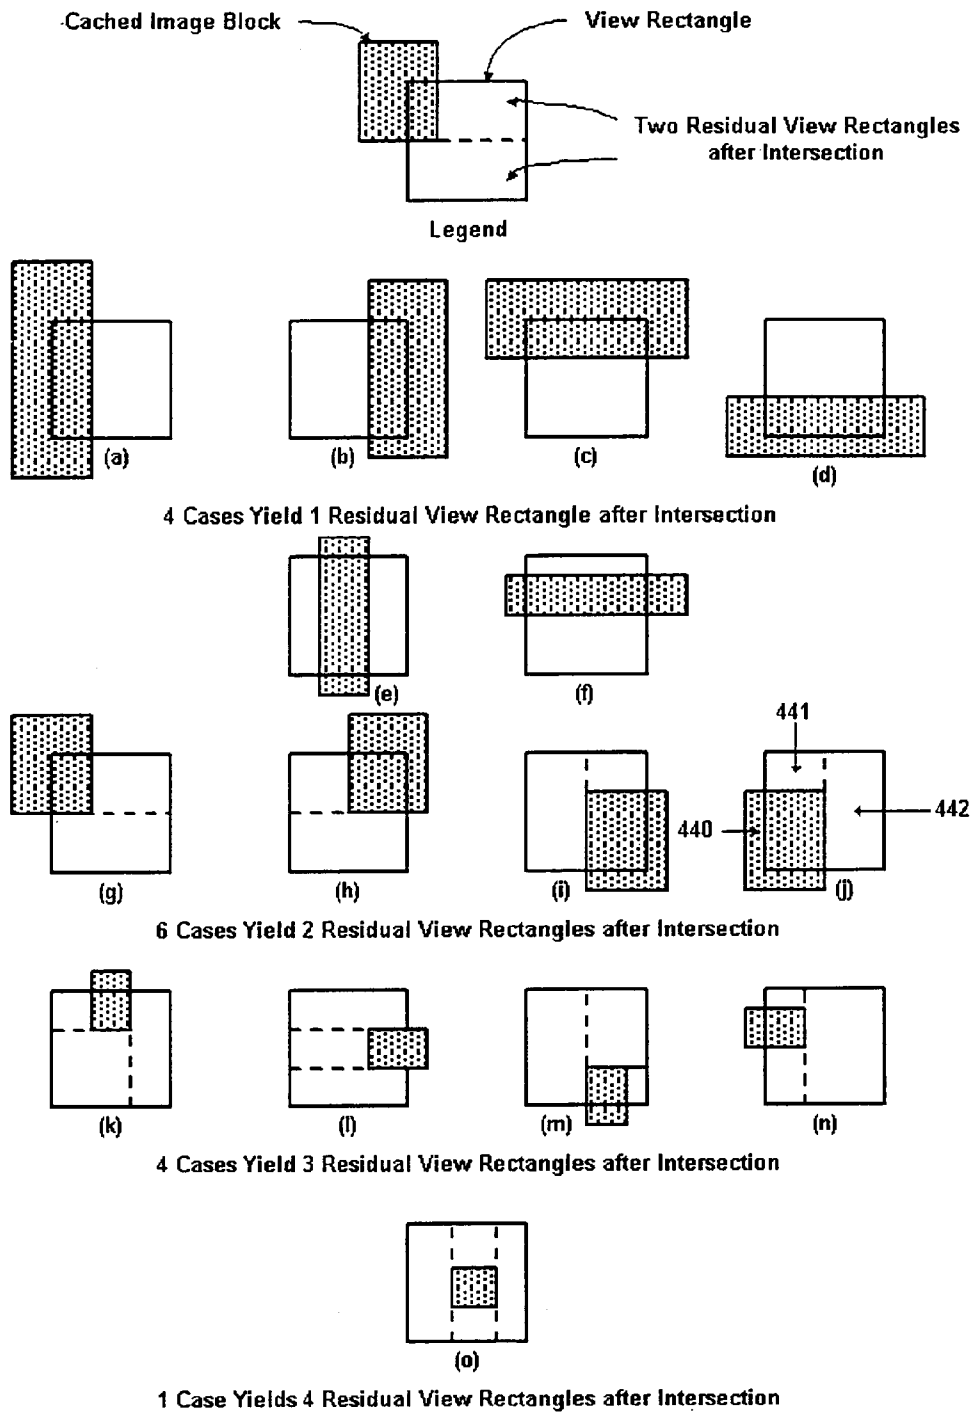 Cached Image Block
View Rectangle
Two Residual View Rectangles
after Intersection
Legend
(a)
(b)
(c)
(d)
4 Cases Yield 1 Residual View Rectangle after Intersection
(e)
(f)
(g)
(h)
(i)
440
441
442
(j)
6 Cases Yield 2 Residual View Rectangles after Intersection
(k)
(l)
(m)
(n)
4 Cases Yield 3 Residual View Rectangles after Intersection
(o)
1 Case Yields 4 Residual View Rectangles after Intersection